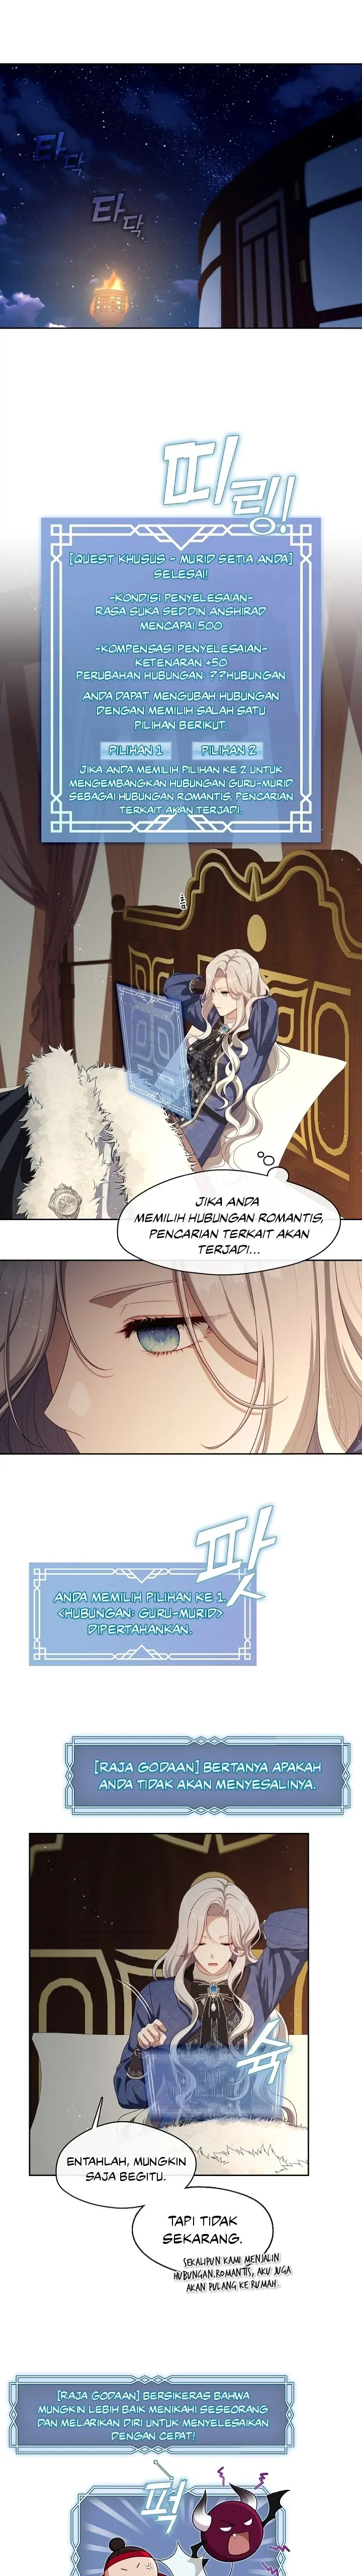 타
닥
타
닥
띠링!
[QUEST KHUSUS - MURID SETIA ANDA]
SELESAI!
-KONDISI PENYELESAIAN-
RASA SUKA SEDDIN ANSHIRAD
MENCAPAI 500
-KOMPENSASI PENYELESAIAN-
KETENARAN +50
PERUBAHAN HUBUNGAN: ??HUBUNGAN
ANDA DAPAT MENGUBAH HUBUNGAN
DENGAN MEMILIH SALAH SATU
PILIHAN BERIKUT.
PILIHAN 1 PILIHAN 2
JIKA ANDA MEMILIH PILIHAN KE 2 UNTUK
MENGEMBANGKAN HUBUNGAN GURU-MURID
SEBAGAI HUBUNGAN ROMANTIS, PENCARIAN
TERKAIT AKAN TERJADI.
JIKA ANDA
MEMILIH HUBUNGAN ROMANTIS,
PENCARIAN TERKAIT AKAN
TERJADI...
팟
ANDA MEMILIH PILIHAN KE 1.
<HUBUNGAN: GURU-MURID>
DIPERTAHANKAN.
[RAJA GODAAN] BERTANYA APAKAH
ANDA TIDAK AKAN MENYESALINYA.
슉
ENTAHLAH, MUNGKIN
SAJA BEGITU.
TAPI TIDAK
SEKARANG.
SEKALIPUN KAMI MENJALIN
HUBUNGAN ROMANTIS, AKU JUGA
AKAN PULANG KE RUMAH.
[RAJA GODAAN] BERSIKERAS BAHWA
MUNGKIN LEBIH BAIK MENIKAHI SESEORANG
DAN MELARIKAN DIRI UNTUK MENYELESAIKAN
DENGAN CEPAT!
퍽